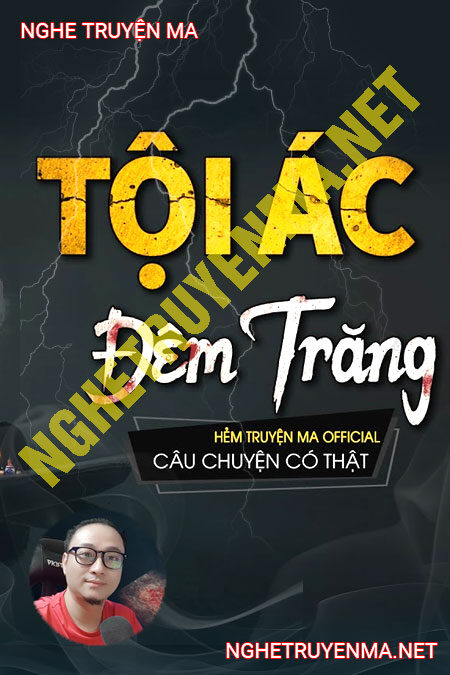 NGHE TRUYỆN MA
NGHETRUYENMA.NET
TỘI ÁC
Đêm Trăng
HẺM TRUYỆN MA OFFICIAL
CÂU CHUYỆN CÓ THẬT
NGHETRUYENMA.NET